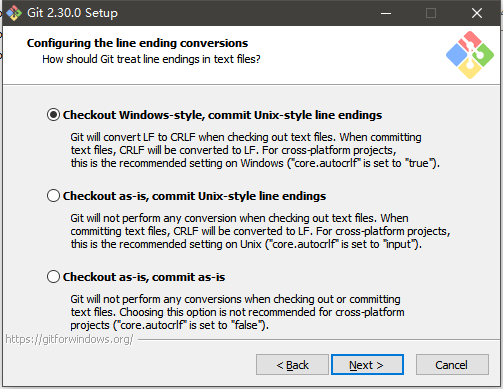 Git 2.30.0 Setup
Configuring the line ending conversions
How should Git treat line endings in text files?
Checkout Windows-style, commit Unix-style line endings
Git will convert LF to CRLF when checking out text files. When committing
text files, CRLF will be converted to LF. For cross-platform projects,
this is the recommended setting on Windows ("core.autocrlf" is set to "true").
Checkout as-is, commit Unix-style line endings
Git will not perform any conversion when checking out text files. When
committing text files, CRLF will be converted to LF. For cross-platform projects,
this is the recommended setting on Unix ("core.autocrlf" is set to "input").
Checkout as-is, commit as-is
Git will not perform any conversions when checking out or committing
text files. Choosing this option is not recommended for cross-platform
projects ("core.autocrlf" is set to "false").
https://gitforwindows.org/
< Back
Next >
Cancel